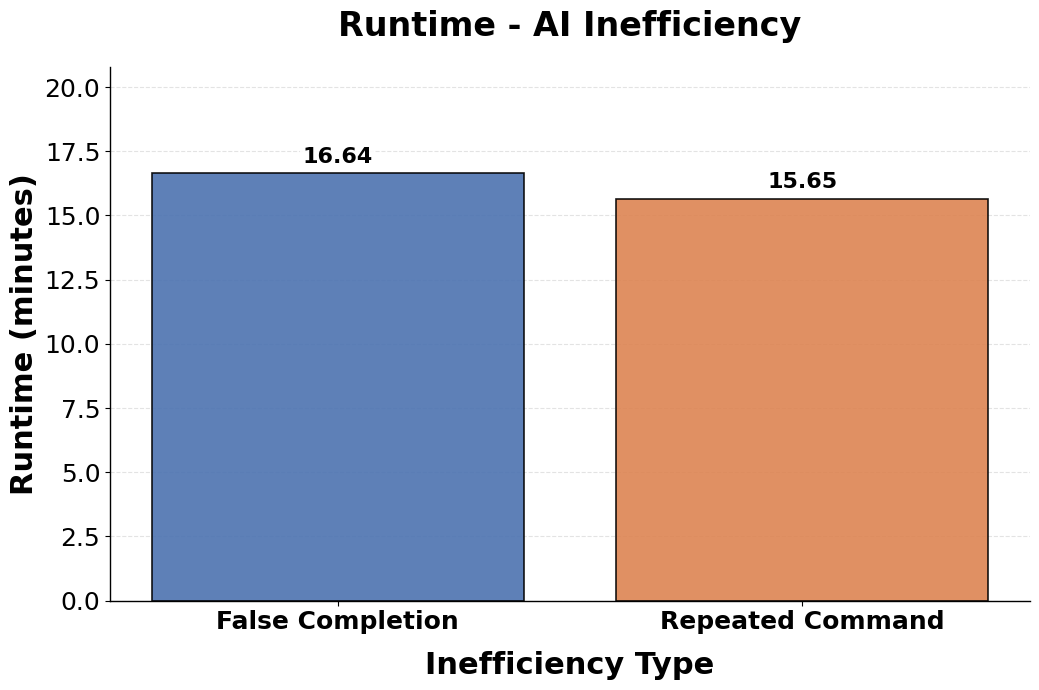 Runtime - AI Inefficiency
Runtime (minutes)
20.0
17.5
15.0
12.5
10.0
7.5
5.0
2.5
0.0
16.64
15.65
False Completion
Repeated Command
Inefficiency Type